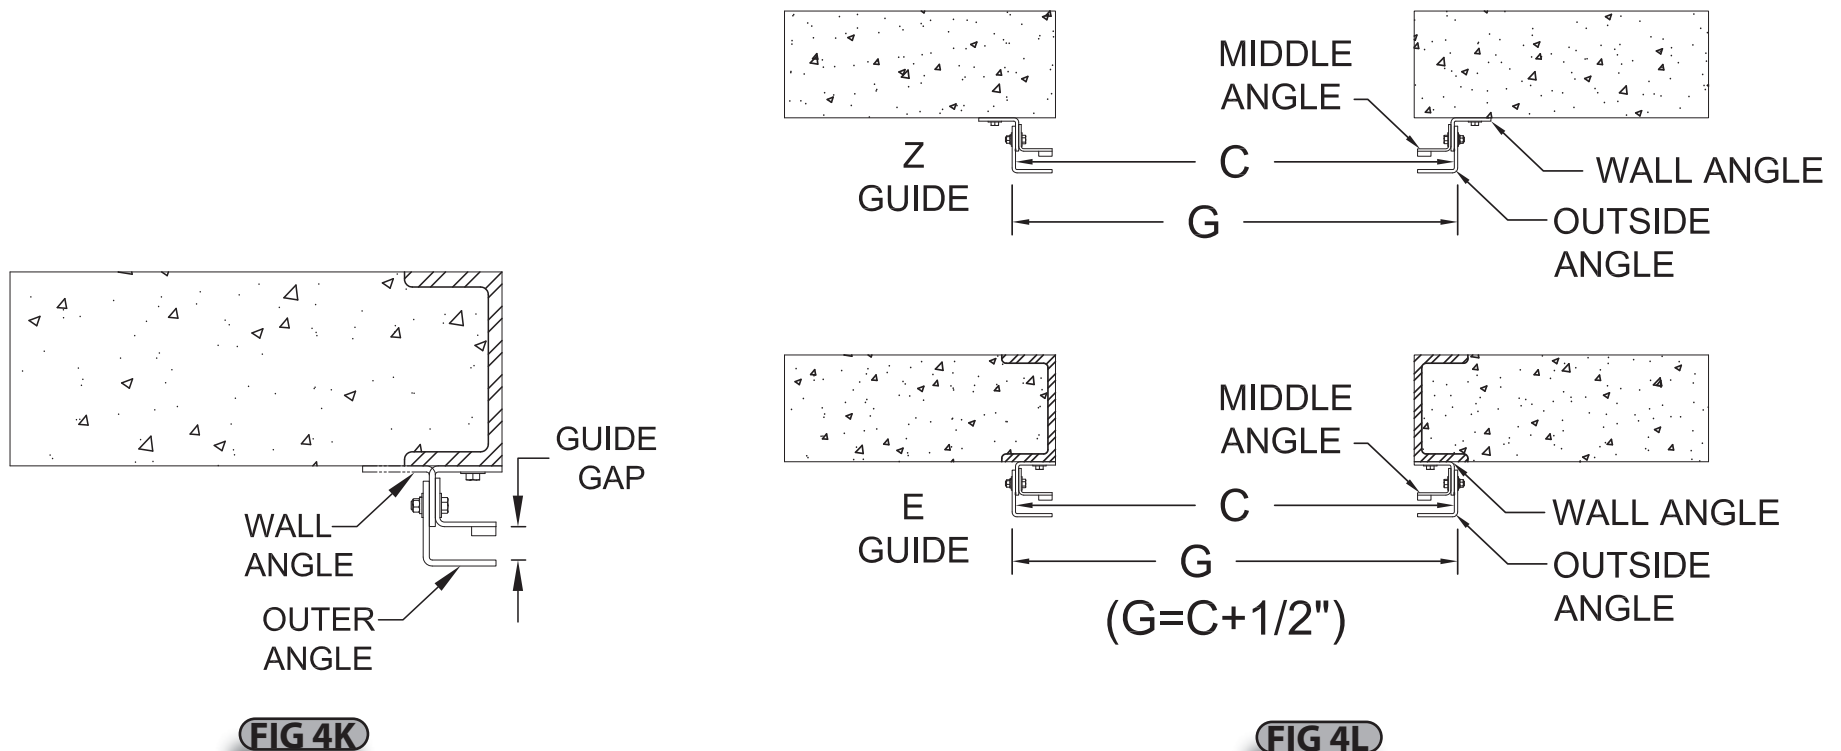 GUIDE
GAP
WALL
ANGLE
OUTER
ANGLE
FIG 4K
MIDDLE
ANGLE
Z
GUIDE
C
G
WALL ANGLE
OUTSIDE
ANGLE
MIDDLE
ANGLE
E
GUIDE
C
G
(G=C+1/2")
WALL ANGLE
OUTSIDE
ANGLE
FIG 4L